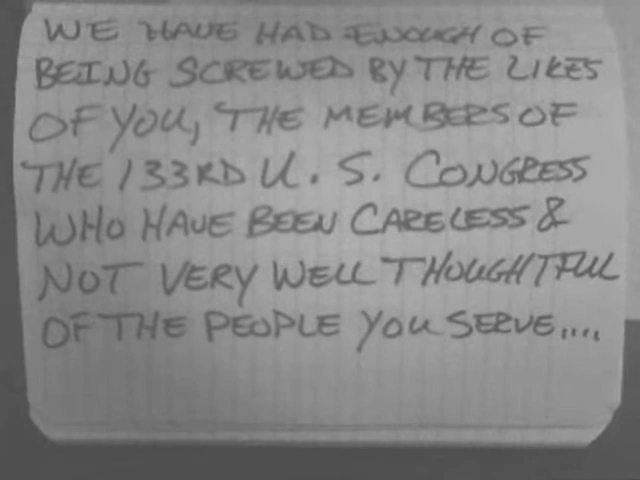 WE HAVE HAD ENOUGH OF
BEING SCREWED BY THE LIKES
OF YOU, THE MEMBERS OF
THE 133RD U. S. CONGRESS
WHO HAVE BEEN CARELESS &
NOT VERY WELL THOUGHTFUL
OF THE PEOPLE YOU SERVE....